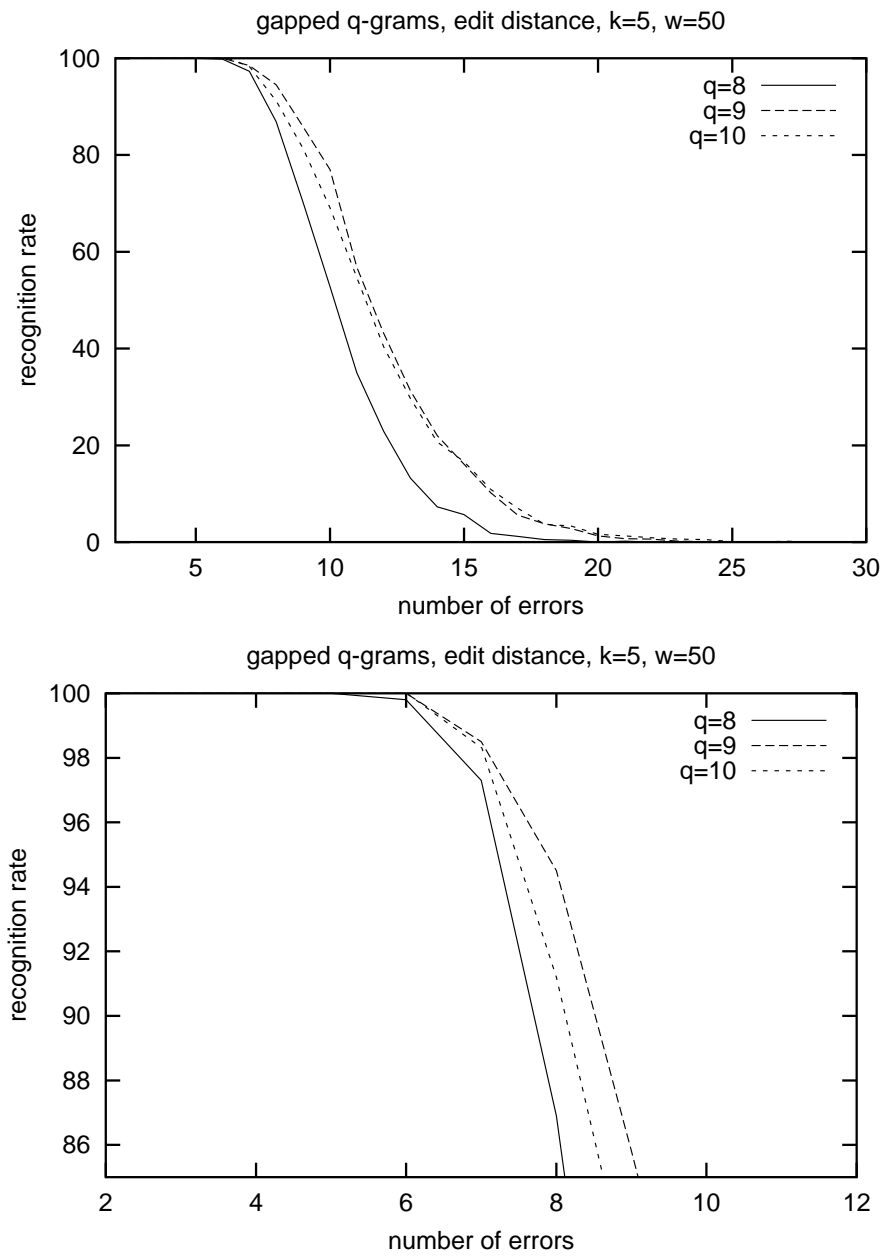 gapped q-grams, edit distance, k=5, w=50
100
80
60
40
20
0
recognition rate
q=8
q=9
q=10
5 10 15 20 25 30
number of errors
gapped q-grams, edit distance, k=5, w=50
100
98
96
94
92
90
88
86
recognition rate
q=8
q=9
q=10
2 4 6 8 10 12
number of errors